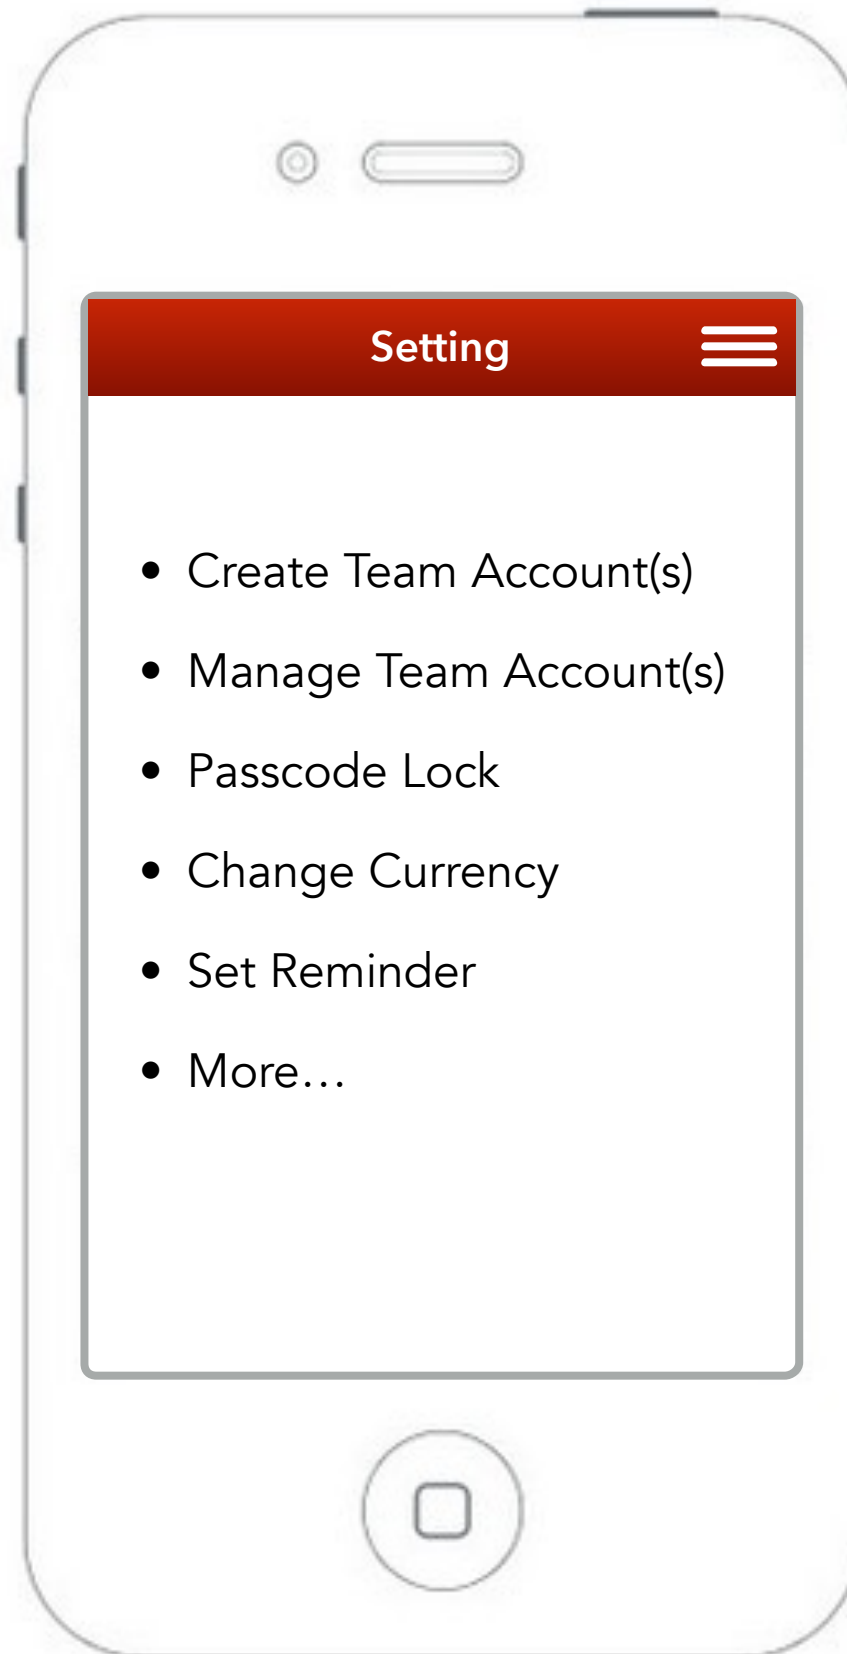 Setting
• Create Team Account(s)
• Manage Team Account(s)
• Passcode Lock
• Change Currency
• Set Reminder
• More…